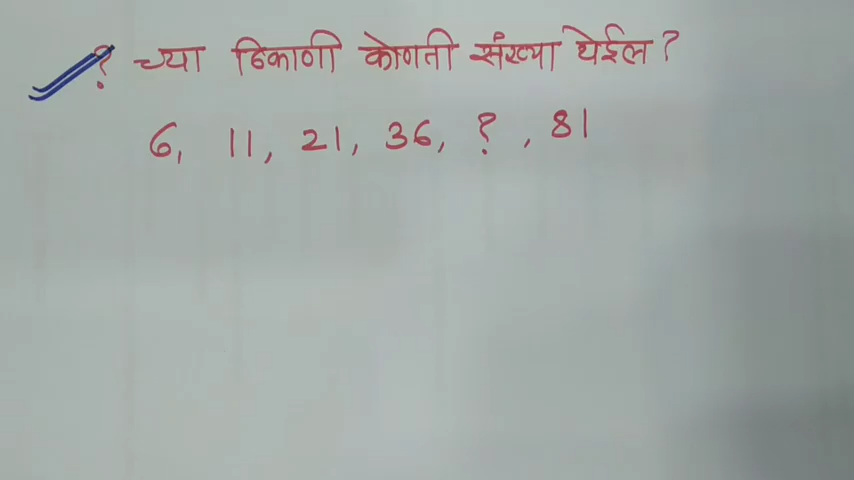 ? च्या ठिकाणी कोणती संख्या येईल ?
6, 11, 21, 36, ? , 81